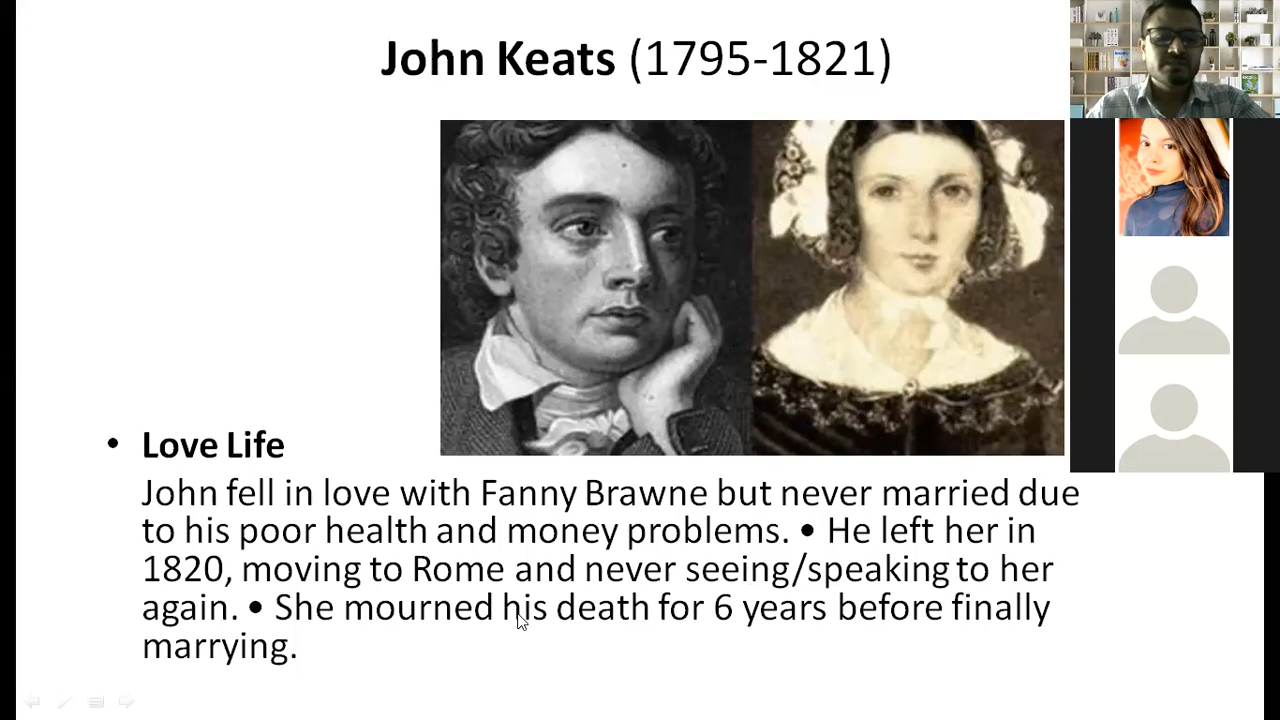 John Keats (1795-1821)
• Love Life
John fell in love with Fanny Brawne but never married due
to his poor health and money problems. • He left her in
1820, moving to Rome and never seeing/speaking to her
again. • She mourned his death for 6 years before finally
marrying.